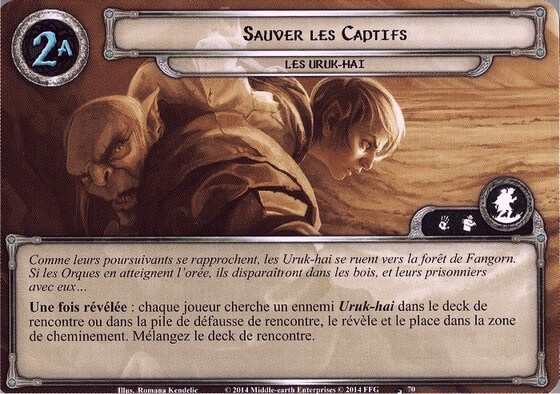 2A
Sauver les Captifs
Les Uruk-hai
Comme leurs poursuivants se rapprochent, les Uruk-hai se ruent vers la forêt de Fangorn.
Si les Orques en atteignent l'orée, ils disparaîtront dans les bois, et leurs prisonniers
avec eux…
Une fois révélée : chaque joueur cherche un ennemi Uruk-hai dans le deck de
rencontre ou dans la pile de défausse de rencontre, le révèle et le place dans la zone
de cheminement. Mélangez le deck de rencontre.
Illus. Romana Kendelic © 2014 Middle-earth Enterprises © 2014 FFG 70